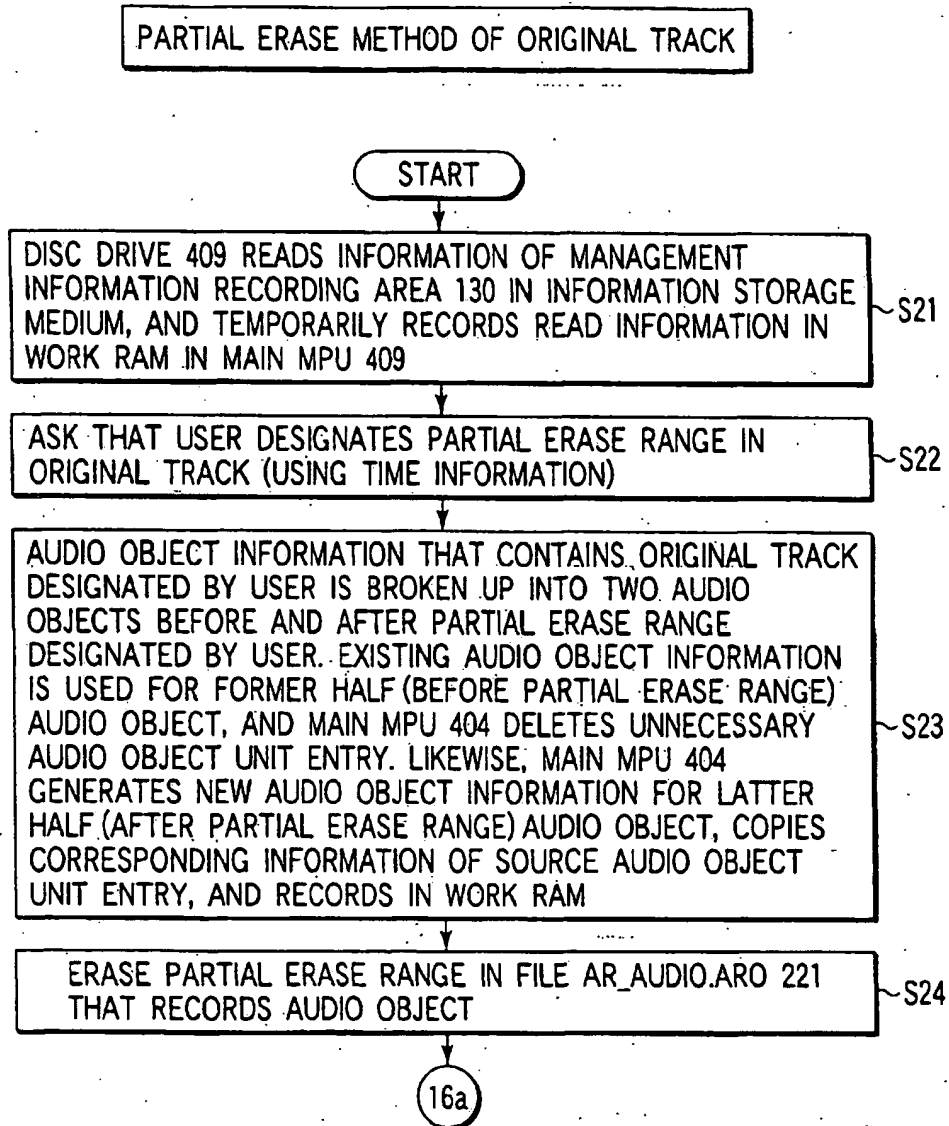 PARTIAL ERASE METHOD OF ORIGINAL TRACK
START
DISC DRIVE 409 READS INFORMATION OF MANAGEMENT
INFORMATION RECORDING AREA 130 IN INFORMATION STORAGE
MEDIUM, AND TEMPORARILY RECORDS READ INFORMATION IN
WORK RAM IN MAIN MPU 409
S21
ASK THAT USER DESIGNATES PARTIAL ERASE RANGE IN
ORIGINAL TRACK (USING TIME INFORMATION)
S22
AUDIO OBJECT INFORMATION THAT CONTAINS ORIGINAL TRACK
DESIGNATED BY USER IS BROKEN UP INTO TWO AUDIO
OBJECTS BEFORE AND AFTER PARTIAL ERASE RANGE
DESIGNATED BY USER. EXISTING AUDIO OBJECT INFORMATION
IS USED FOR FORMER HALF (BEFORE PARTIAL ERASE RANGE)
AUDIO OBJECT, AND MAIN MPU 404 DELETES UNNECESSARY
AUDIO OBJECT UNIT ENTRY. LIKEWISE, MAIN MPU 404
GENERATES NEW AUDIO OBJECT INFORMATION FOR LATTER
HALF (AFTER PARTIAL ERASE RANGE) AUDIO OBJECT, COPIES
CORRESPONDING INFORMATION OF SOURCE AUDIO OBJECT
UNIT ENTRY, AND RECORDS IN WORK RAM
S23
ERASE PARTIAL ERASE RANGE IN FILE AR_AUDIO.ARO 221
THAT RECORDS AUDIO OBJECT
S24
16a